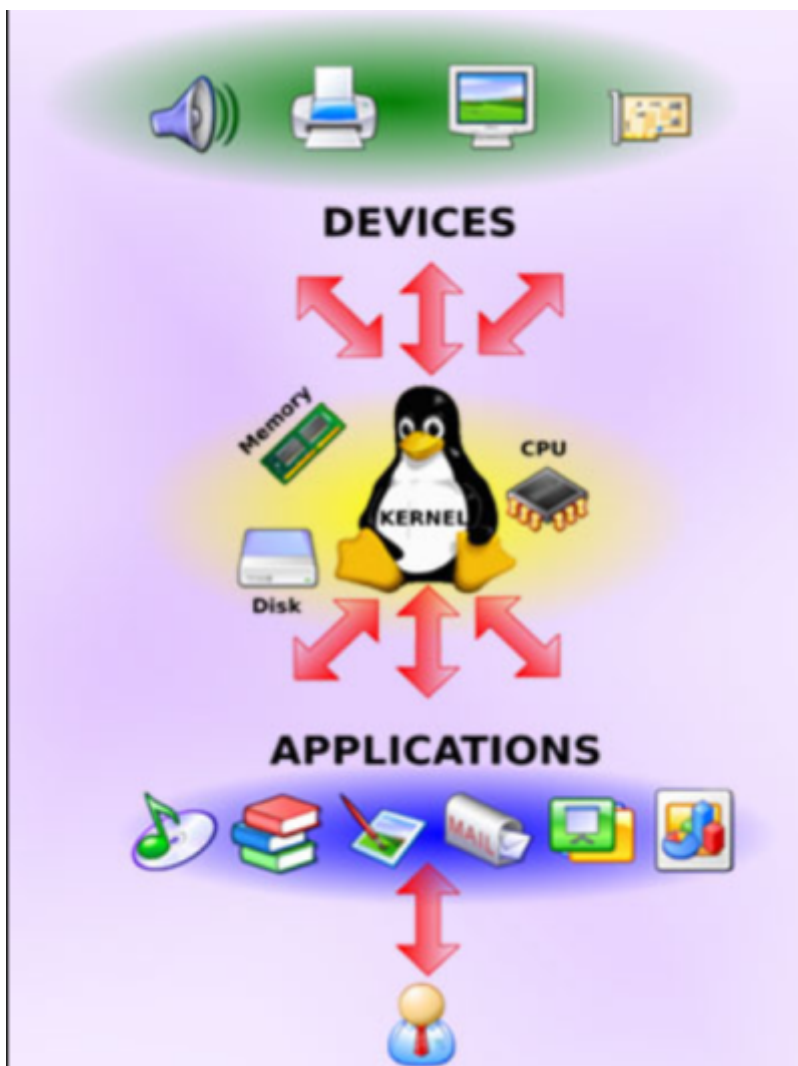 DEVICES
Memory
CPU
KERNEL
Disk
APPLICATIONS
MAIL